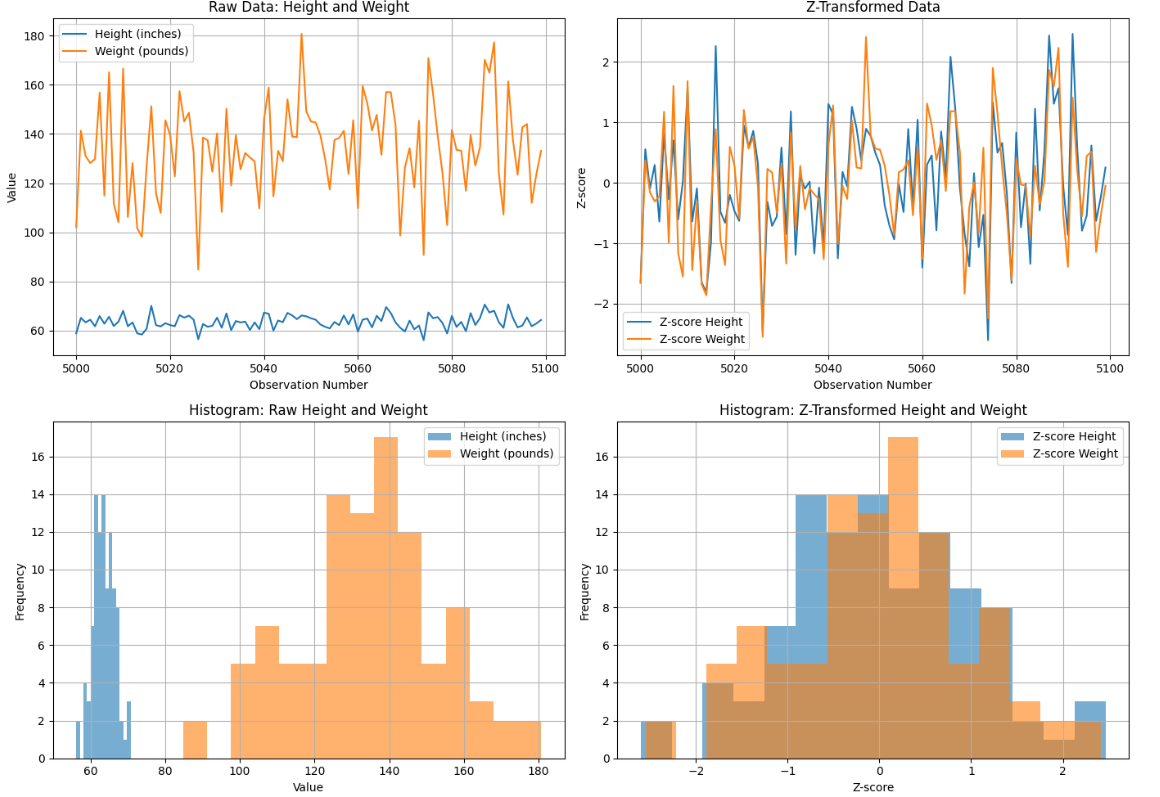 Raw Data: Height and Weight
Height (inches)
Weight (pounds)
180
160
140
120
100
80
60
Value
5000
5020
5040
5060
5080
5100
Observation Number
Z-Transformed Data
2
1
0
−1
−2
Z-score
Z-score Height
Z-score Weight
5000
5020
5040
5060
5080
5100
Observation Number
Histogram: Raw Height and Weight
Height (inches)
Weight (pounds)
16
14
12
10
8
6
4
2
0
Frequency
60
80
100
120
140
160
180
Value
Histogram: Z-Transformed Height and Weight
Z-score Height
Z-score Weight
16
14
12
10
8
6
4
2
0
Frequency
−2
−1
0
1
2
Z-score